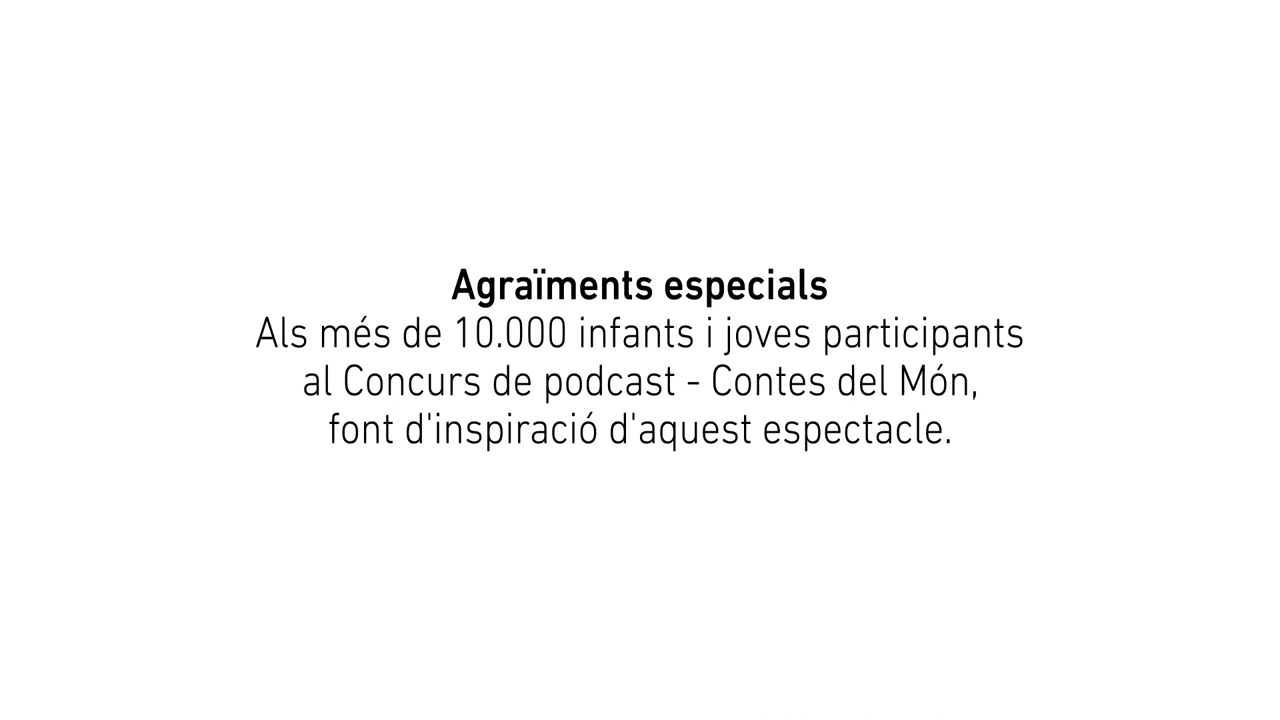 Agraïments especials
Als més de 10.000 infants i joves participants
al Concurs de podcast - Contes del Món,
font d'inspiració d'aquest espectacle.